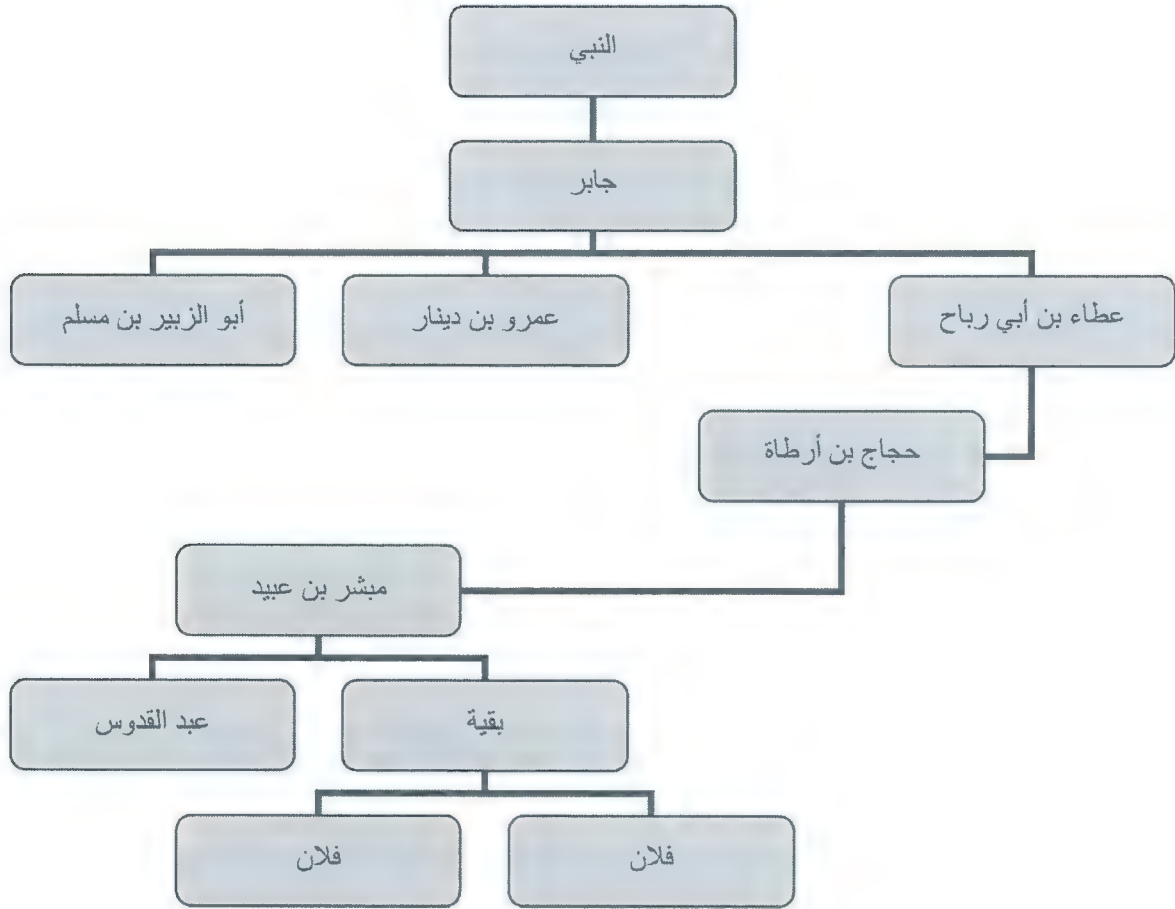 النبي
جابر
عطاء بن أبي رباح
عمرو بن دينار
أبو الزبير بن مسلم
حجاج بن أرطاة
مبشر بن عبيد
بقية
عبد القدوس
فلان
فلان